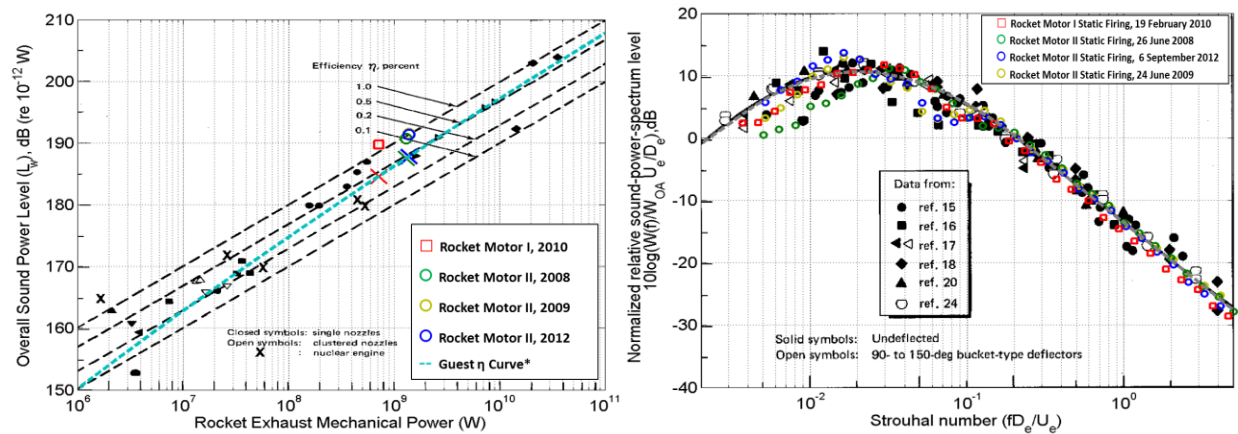 Overall Sound Power Level (L_w), dB (re 10^-12 W)
210
200
190
180
170
160
150
Efficiency η, percent
1.0
0.5
0.2
0.1
Closed symbols: single nozzles
Open symbols: clustered nozzles
X : nuclear engine
Rocket Motor I, 2010
Rocket Motor II, 2008
Rocket Motor II, 2009
Rocket Motor II, 2012
Guest η Curve*
10^6 10^7 10^8 10^9 10^10 10^11
Rocket Exhaust Mechanical Power (W)
Normalized relative sound-power-spectrum level
10log(W(f)/W_OA U_e/D_e),dB
20
10
0
-10
-20
-30
-40
Rocket Motor I Static Firing, 19 February 2010
Rocket Motor II Static Firing, 26 June 2008
Rocket Motor II Static Firing, 6 September 2012
Rocket Motor II Static Firing, 24 June 2009
Data from:
ref. 15
ref. 16
ref. 17
ref. 18
ref. 20
ref. 24
Solid symbols: Undeflected
Open symbols: 90- to 150-deg bucket-type deflectors
10^-2 10^-1 10^0
Strouhal number (fD_e/U_e)